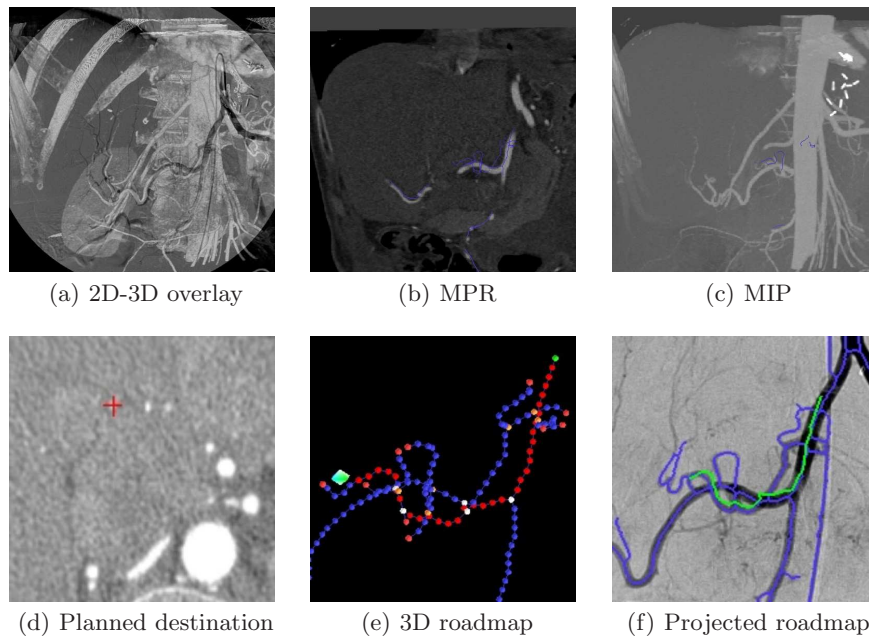 (a) 2D-3D overlay
(b) MPR
(c) MIP
(d) Planned destination
(e) 3D roadmap
(f) Projected roadmap